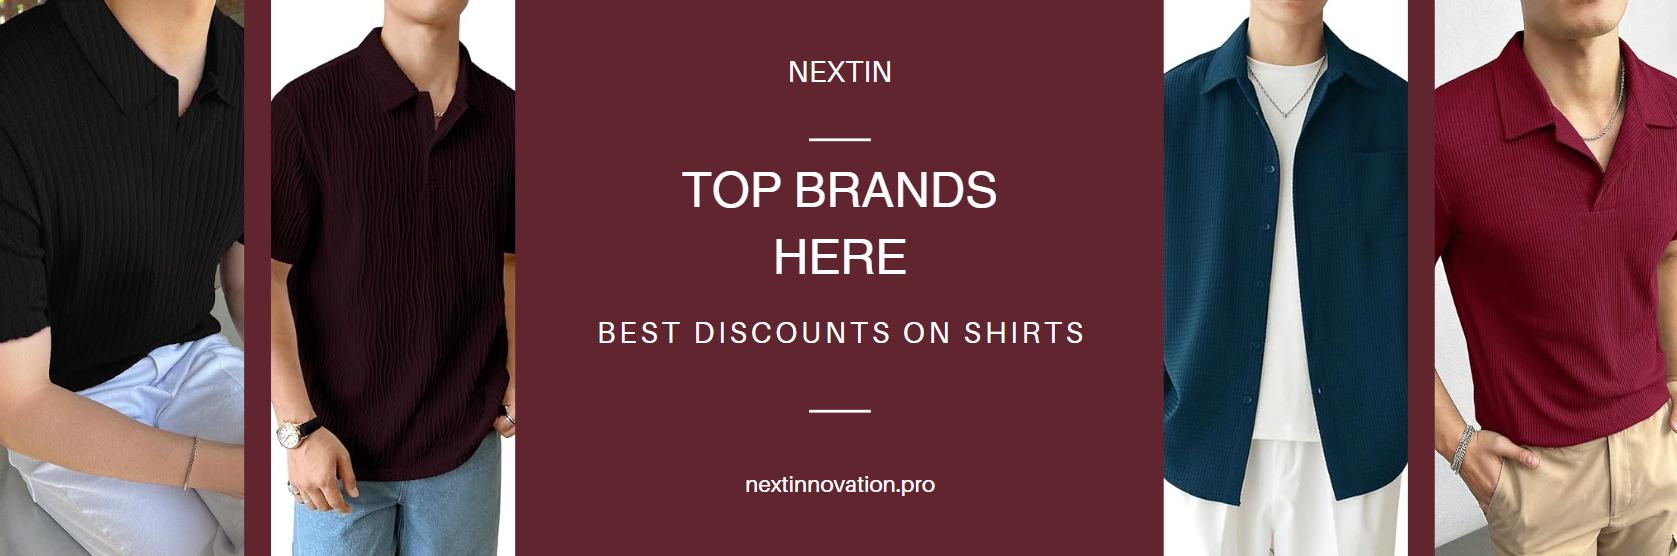 NEXTIN
TOP BRANDS
HERE
BEST DISCOUNTS ON SHIRTS
nextinnovation.pro